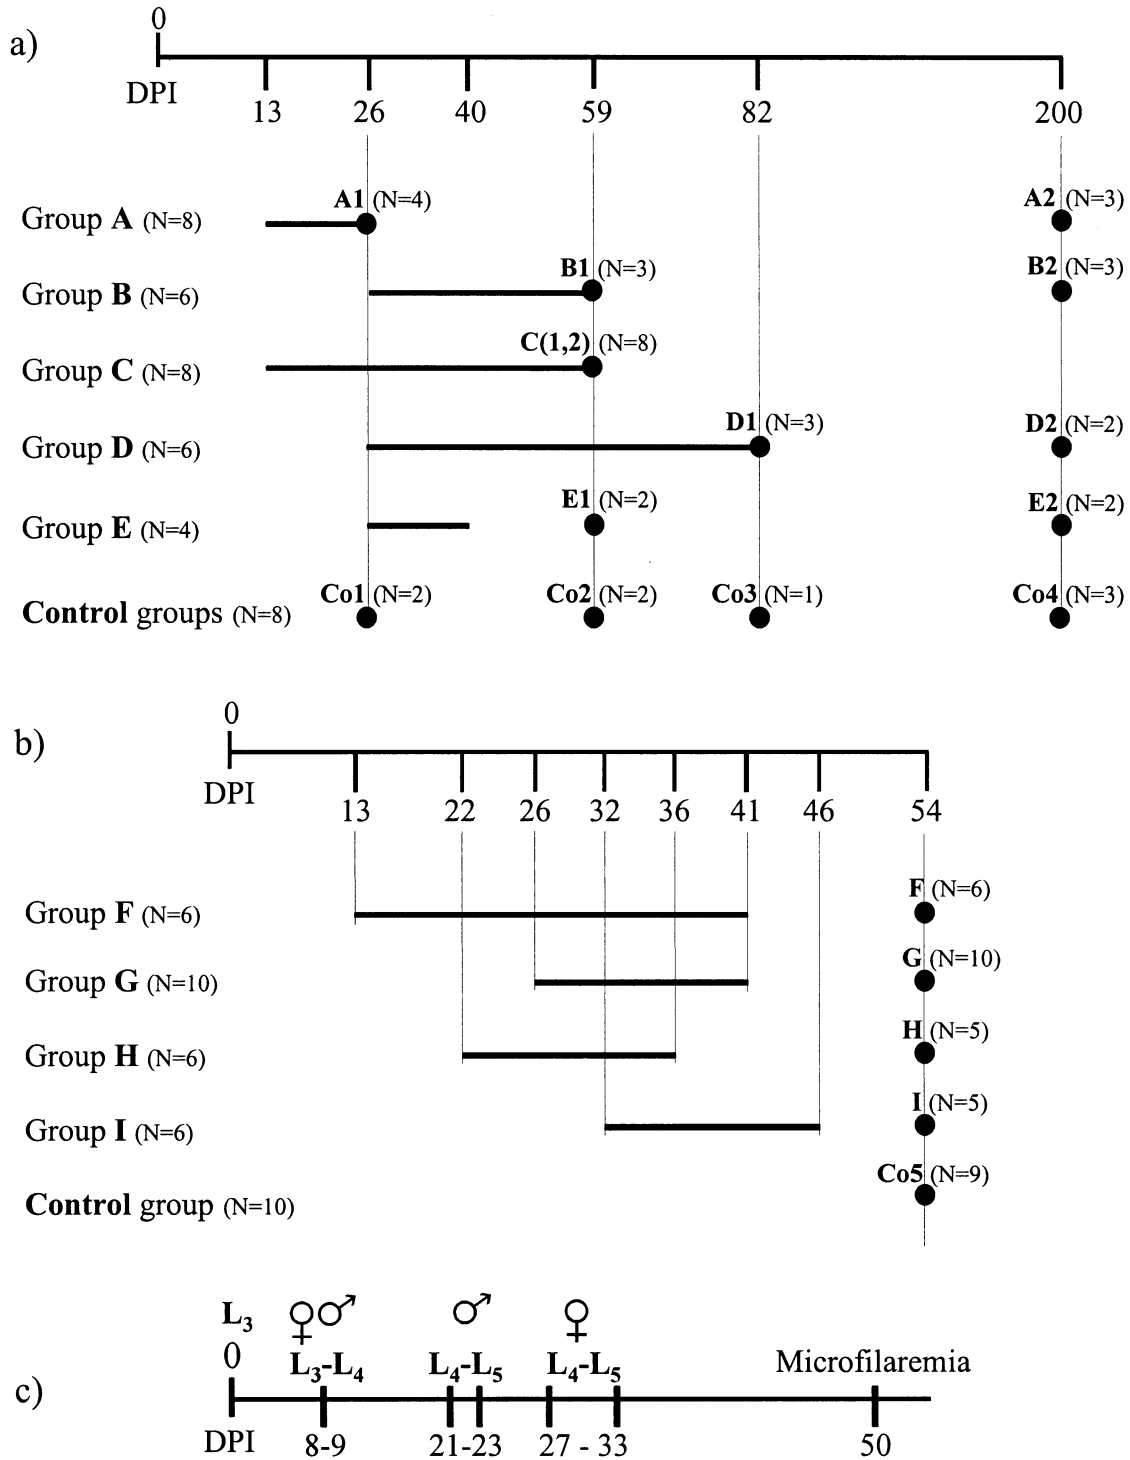 a)
0
DPI
13 26 40 59 82 200
A1 (N=4) A2 (N=3)
Group A (N=8)
B1 (N=3) B2 (N=3)
Group B (N=6)
C(1,2) (N=8)
Group C (N=8)
D1 (N=3) D2 (N=2)
Group D (N=6)
E1 (N=2) E2 (N=2)
Group E (N=4)
Co1 (N=2) Co2 (N=2) Co3 (N=1) Co4 (N=3)
Control groups (N=8)
b)
0
DPI
13 22 26 32 36 41 46 54
F (N=6)
Group F (N=6)
G (N=10)
Group G (N=10)
H (N=5)
Group H (N=6)
I (N=5)
Group I (N=6)
Co5 (N=9)
Control group (N=10)
c)
L₃ ♀♂ ♂ ♀
0 L₃-L₄ L₄-L₅ L₄-L₅ Microfilaremia
DPI 8-9 21-23 27 - 33 50